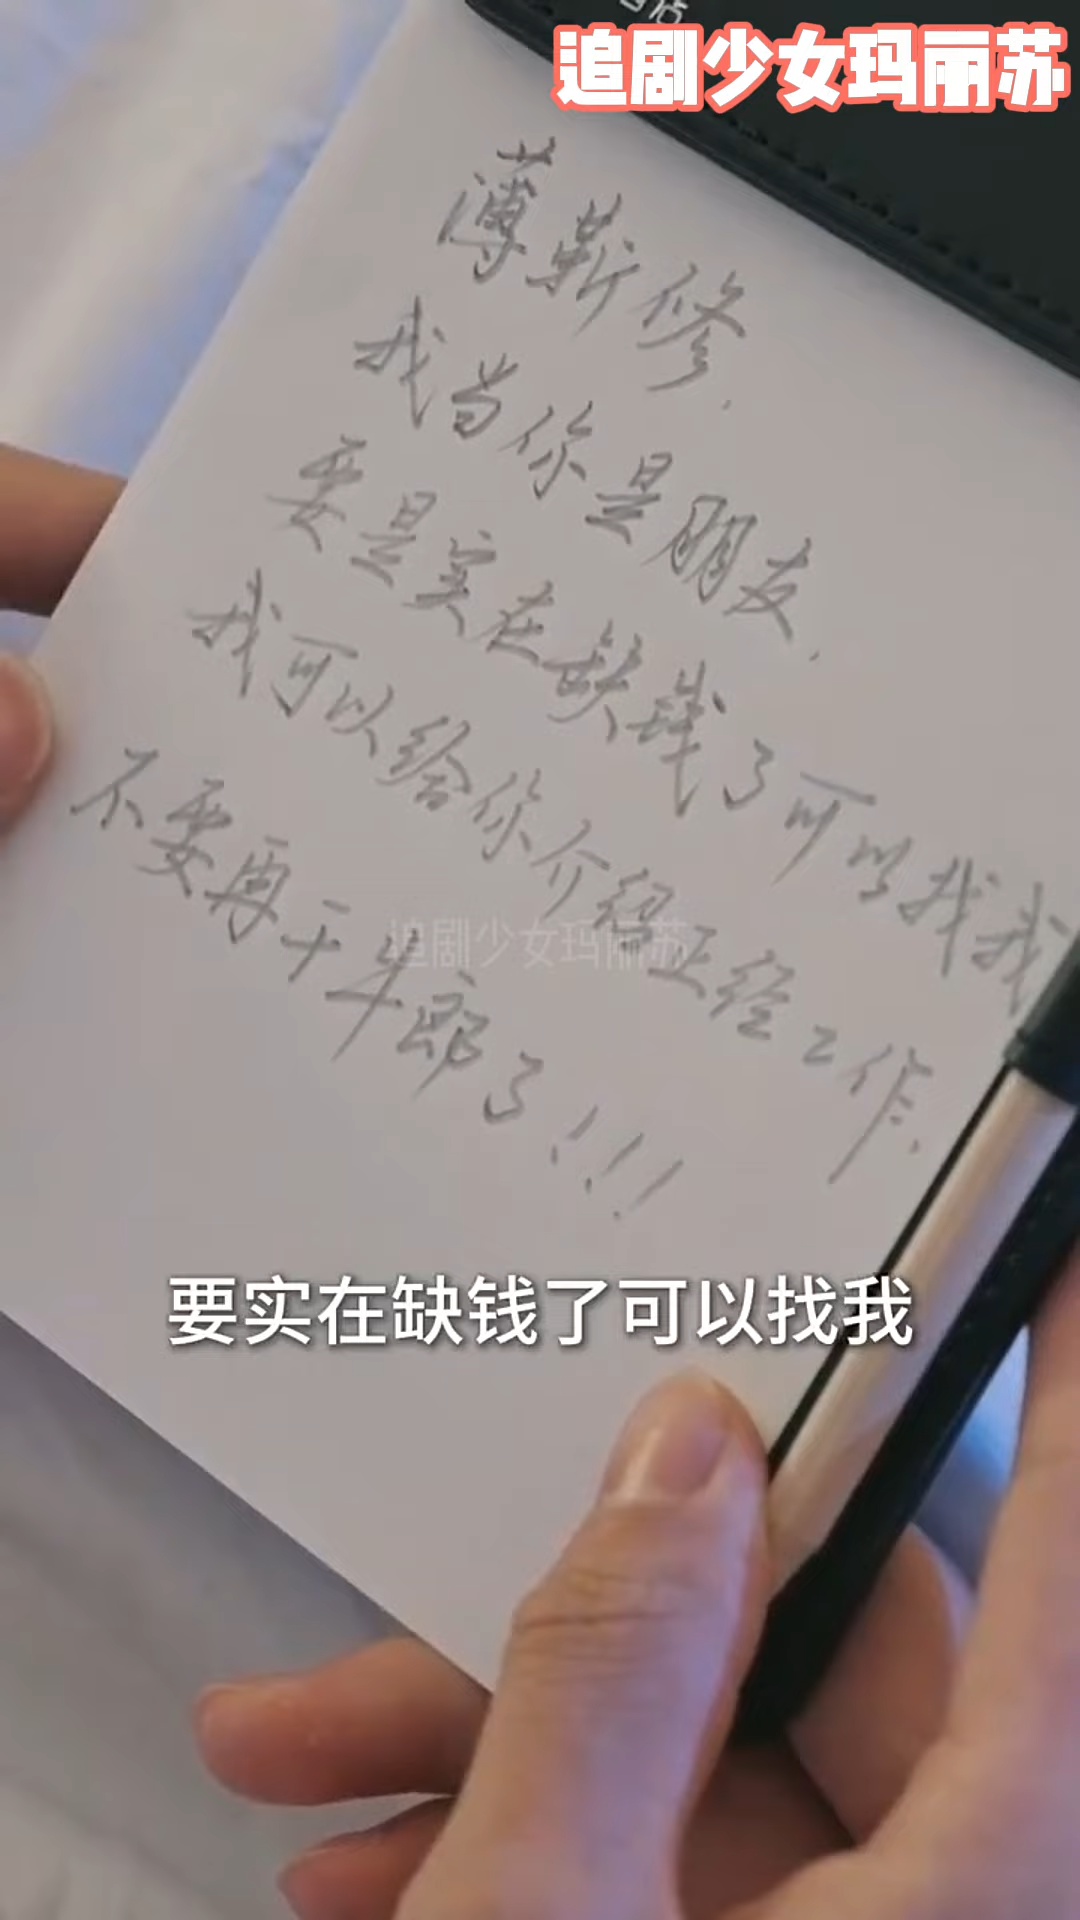 追剧少女玛丽苏
薄靳修,
我当你是朋友,
要是实在缺钱了可以找我
我可以给你介绍正经工作,
不要再干牛郎了!!!
追剧少女玛丽苏
要实在缺钱了可以找我